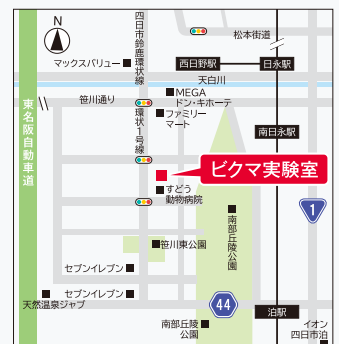 N
四日市鈴鹿環状線
松本街道
マックスバリュー
西日野駅
日永駅
天白川
MEGA
ドン・キホーテ
笹川通り
ファミリー
マート
東名阪自動車道
環状1号線
南日永駅
ビクマ実験室
すどう
動物病院
1
南部丘陵公園
笹川東公園
セブンイレブン
セブンイレブン
天然温泉ジャブ
44
泊駅
南部丘陵
公園
イオン
四日市泊